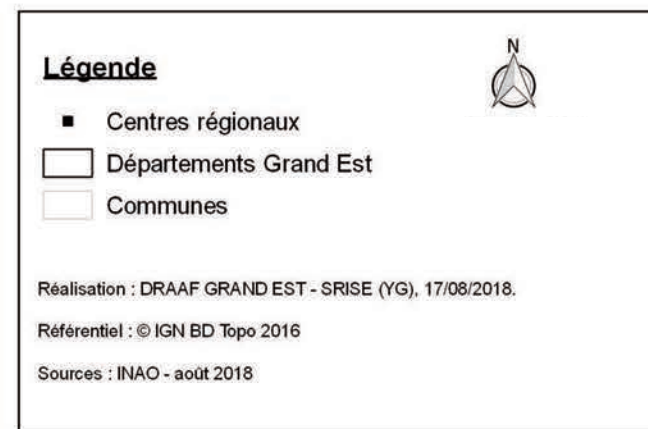 Légende
N
Centres régionaux
Départements Grand Est
Communes
Réalisation : DRAAF GRAND EST - SRISE (YG), 17/08/2018.
Référentiel : © IGN BD Topo 2016
Sources : INAO - août 2018